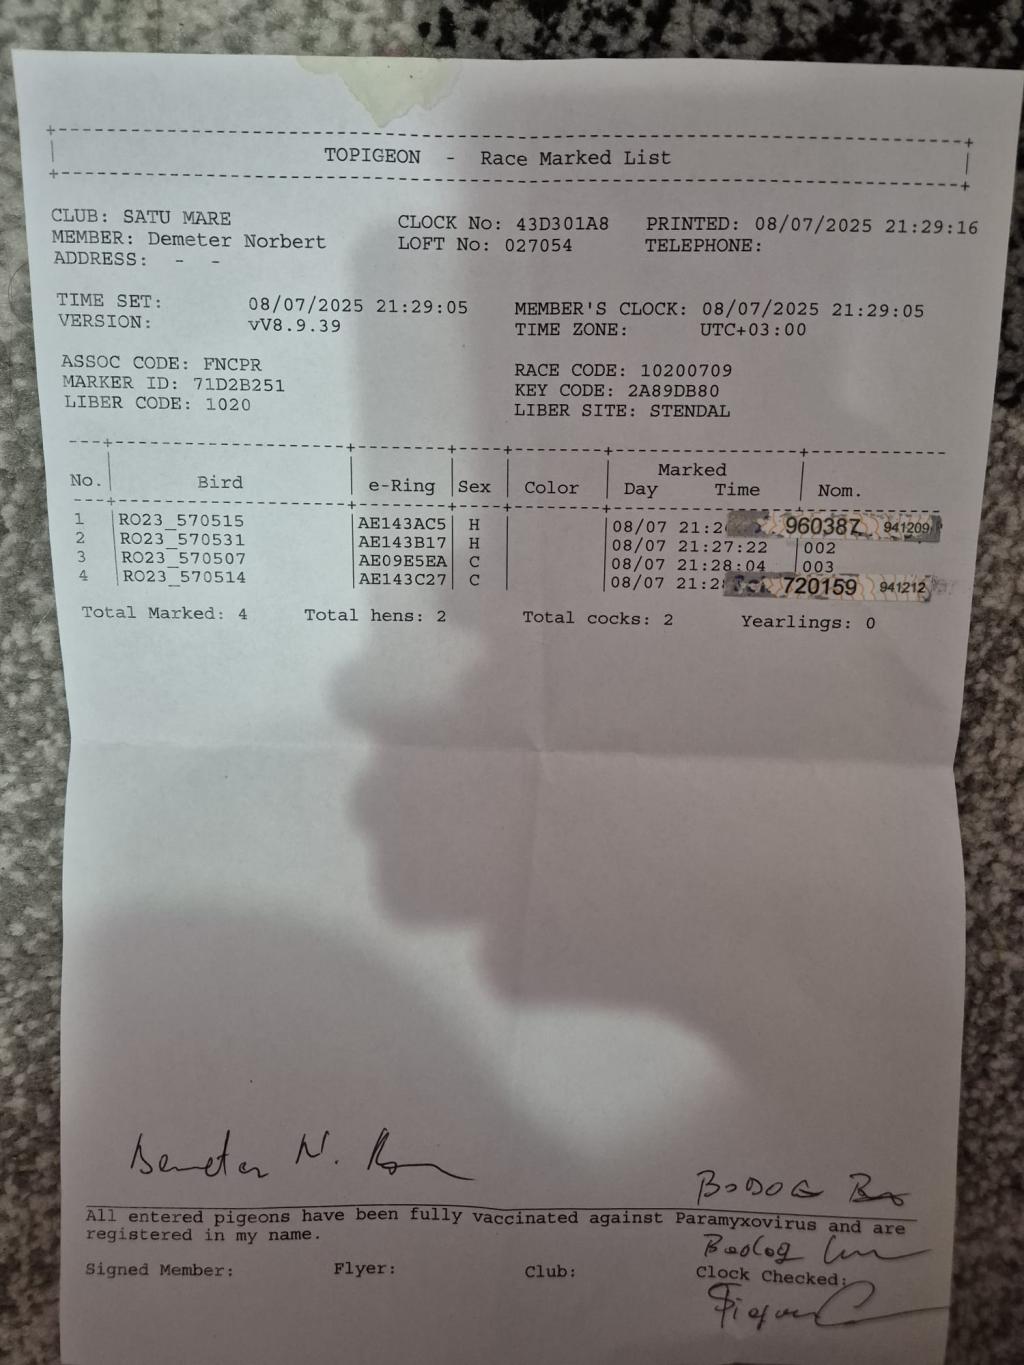 TOPIGEON - Race Marked List
CLUB: SATU MARE CLOCK No: 43D301A8 PRINTED: 08/07/2025 21:29:16
MEMBER: Demeter Norbert LOFT No: 027054 TELEPHONE:
ADDRESS: - -
TIME SET: 08/07/2025 21:29:05 MEMBER'S CLOCK: 08/07/2025 21:29:05
VERSION: vV8.9.39 TIME ZONE: UTC+03:00
ASSOC CODE: FNCPR RACE CODE: 10200709
MARKER ID: 71D2B251 KEY CODE: 2A89DB80
LIBER CODE: 1020 LIBER SITE: STENDAL
Marked
No. Bird e-Ring Sex Color Day Time Nom.
1 RO23_570515 AE143AC5 H 08/07 21:2 960387 941209
2 RO23_570531 AE143B17 H 08/07 21:27:22 002
3 RO23_570507 AE09E5EA C 08/07 21:28:04 003
4 RO23_570514 AE143C27 C 08/07 21:2 720159 941212
Total Marked: 4 Total hens: 2 Total cocks: 2 Yearlings: 0
Demeter N.
BODOG
All entered pigeons have been fully vaccinated against Paramyxovirus and are
registered in my name.
Bodog
Signed Member: Flyer: Club: Clock Checked: